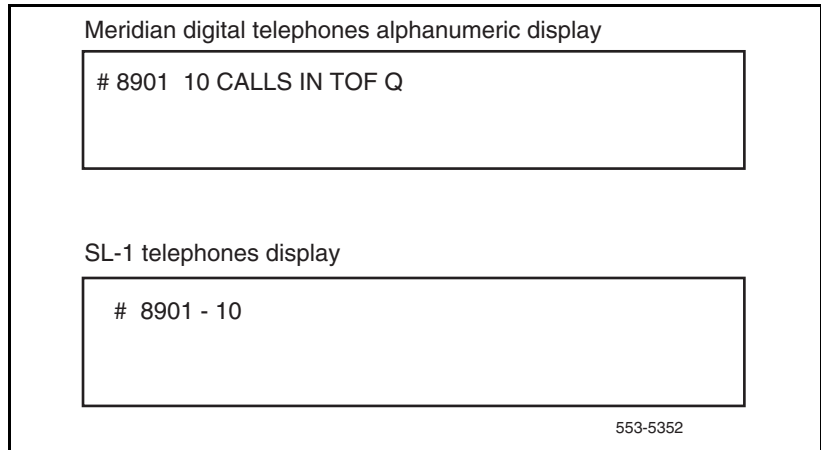 Meridian digital telephones alphanumeric display
# 8901 10 CALLS IN TOF Q
SL-1 telephones display
# 8901 - 10
553-5352